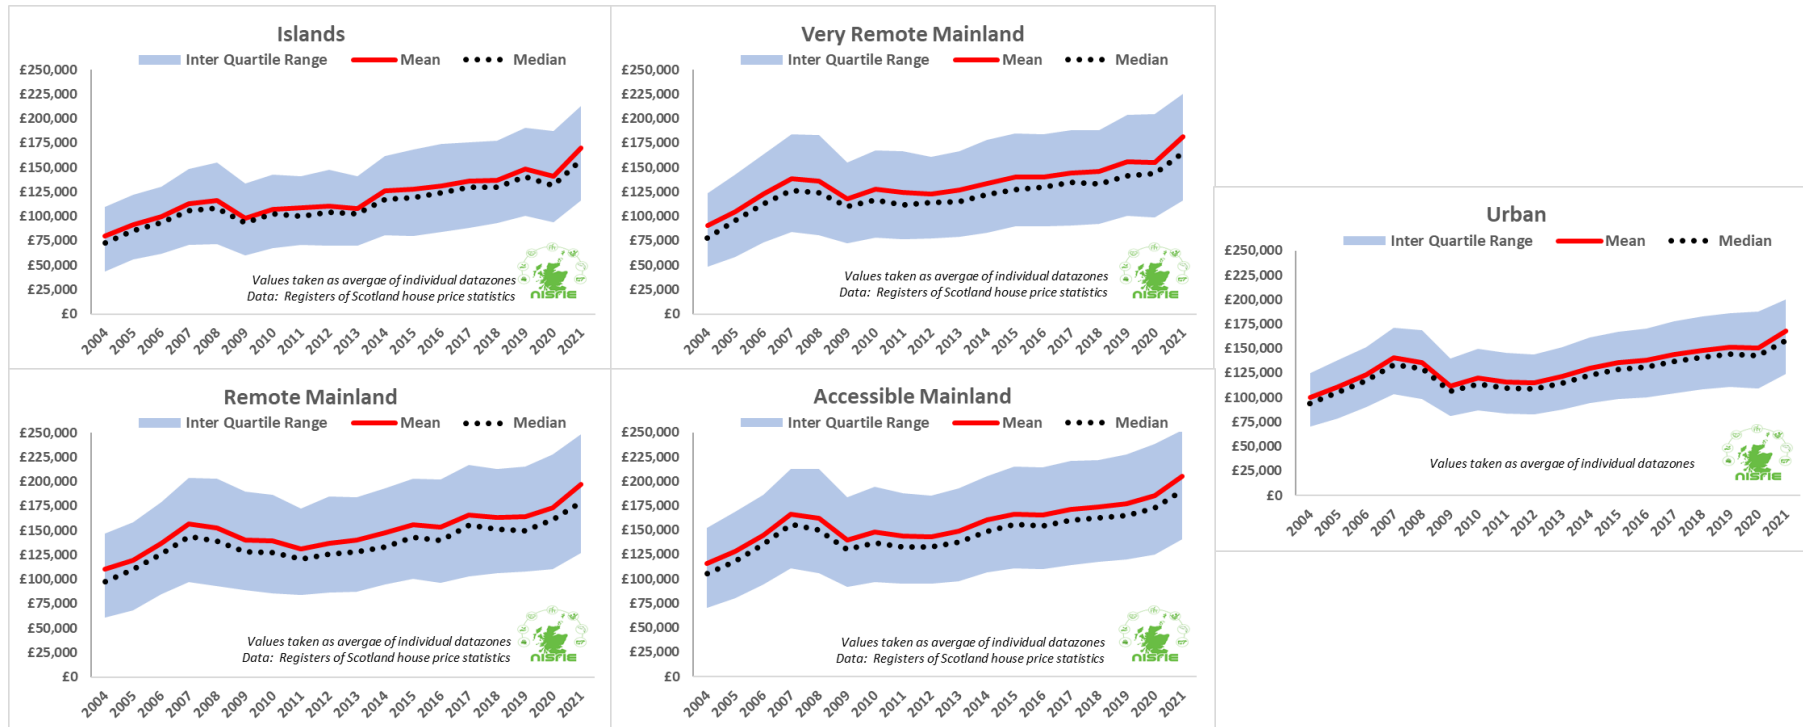 Islands
Inter Quartile Range Mean Median
£250,000
£225,000
£200,000
£175,000
£150,000
£125,000
£100,000
£75,000
£50,000
£25,000
£0
Values taken as avergae of individual datazones
Data: Registers of Scotland house price statistics
nisrie
2004 2005 2006 2007 2008 2009 2010 2011 2012 2013 2014 2015 2016 2017 2018 2019 2020 2021
Very Remote Mainland
Inter Quartile Range Mean Median
£250,000
£225,000
£200,000
£175,000
£150,000
£125,000
£100,000
£75,000
£50,000
£25,000
£0
Values taken as avergae of individual datazones
Data: Registers of Scotland house price statistics
nisrie
2004 2005 2006 2007 2008 2009 2010 2011 2012 2013 2014 2015 2016 2017 2018 2019 2020 2021
Urban
Inter Quartile Range Mean Median
£250,000
£225,000
£200,000
£175,000
£150,000
£125,000
£100,000
£75,000
£50,000
£25,000
£0
Values taken as avergae of individual datazones
nisrie
2004 2005 2006 2007 2008 2009 2010 2011 2012 2013 2014 2015 2016 2017 2018 2019 2020 2021
Remote Mainland
Inter Quartile Range Mean Median
£250,000
£225,000
£200,000
£175,000
£150,000
£125,000
£100,000
£75,000
£50,000
£25,000
£0
Values taken as avergae of individual datazones
Data: Registers of Scotland house price statistics
nisrie
2004 2005 2006 2007 2008 2009 2010 2011 2012 2013 2014 2015 2016 2017 2018 2019 2020 2021
Accessible Mainland
Inter Quartile Range Mean Median
£250,000
£225,000
£200,000
£175,000
£150,000
£125,000
£100,000
£75,000
£50,000
£25,000
£0
Values taken as avergae of individual datazones
Data: Registers of Scotland house price statistics
nisrie
2004 2005 2006 2007 2008 2009 2010 2011 2012 2013 2014 2015 2016 2017 2018 2019 2020 2021